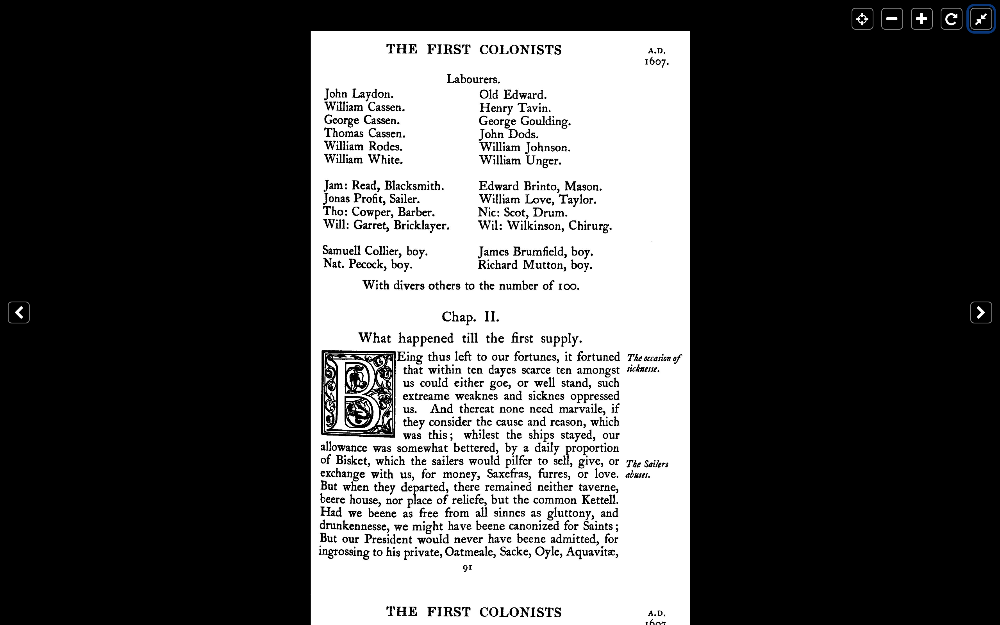 THE FIRST COLONISTS
A.D.
1607.
Labourers.
John Laydon.
William Cassen.
George Cassen.
Thomas Cassen.
William Rodes.
William White.
Old Edward.
Henry Tavin.
George Goulding.
John Dods.
William Johnson.
William Unger.
Jam: Read, Blacksmith.
Jonas Profit, Sailer.
Tho: Cowper, Barber.
Will: Garret, Bricklayer.
Edward Brinto, Mason.
William Love, Taylor.
Nic: Scot, Drum.
Wil: Wilkinson, Chirurg.
Samuell Collier, boy.
Nat. Pecock, boy.
James Brumfield, boy.
Richard Mutton, boy.
With divers others to the number of 100.
Chap. II.
What happened till the first supply.
BEing thus left to our fortunes, it fortuned
that within ten dayes scarce ten amongst
us could either goe, or well stand, such
extreame weaknes and sicknes oppressed
us. And thereat none need marvaile, if
they consider the cause and reason, which
was this; whilest the ships stayed, our
allowance was somewhat bettered, by a daily proportion
of Bisket, which the sailers would pilfer to sell, give, or
exchange with us, for money, Saxefras, furres, or love.
But when they departed, there remained neither taverne,
beere house, nor place of reliefe, but the common Kettell.
Had we beene as free from all sinnes as gluttony, and
drunkennesse, we might have beene canonized for Saints;
But our President would never have beene admitted, for
ingrossing to his private, Oatmeale, Sacke, Oyle, Aquavitæ,
The occasion of
sicknesse.
The Sailers
abuses.
91
THE FIRST COLONISTS
A.D.
1607